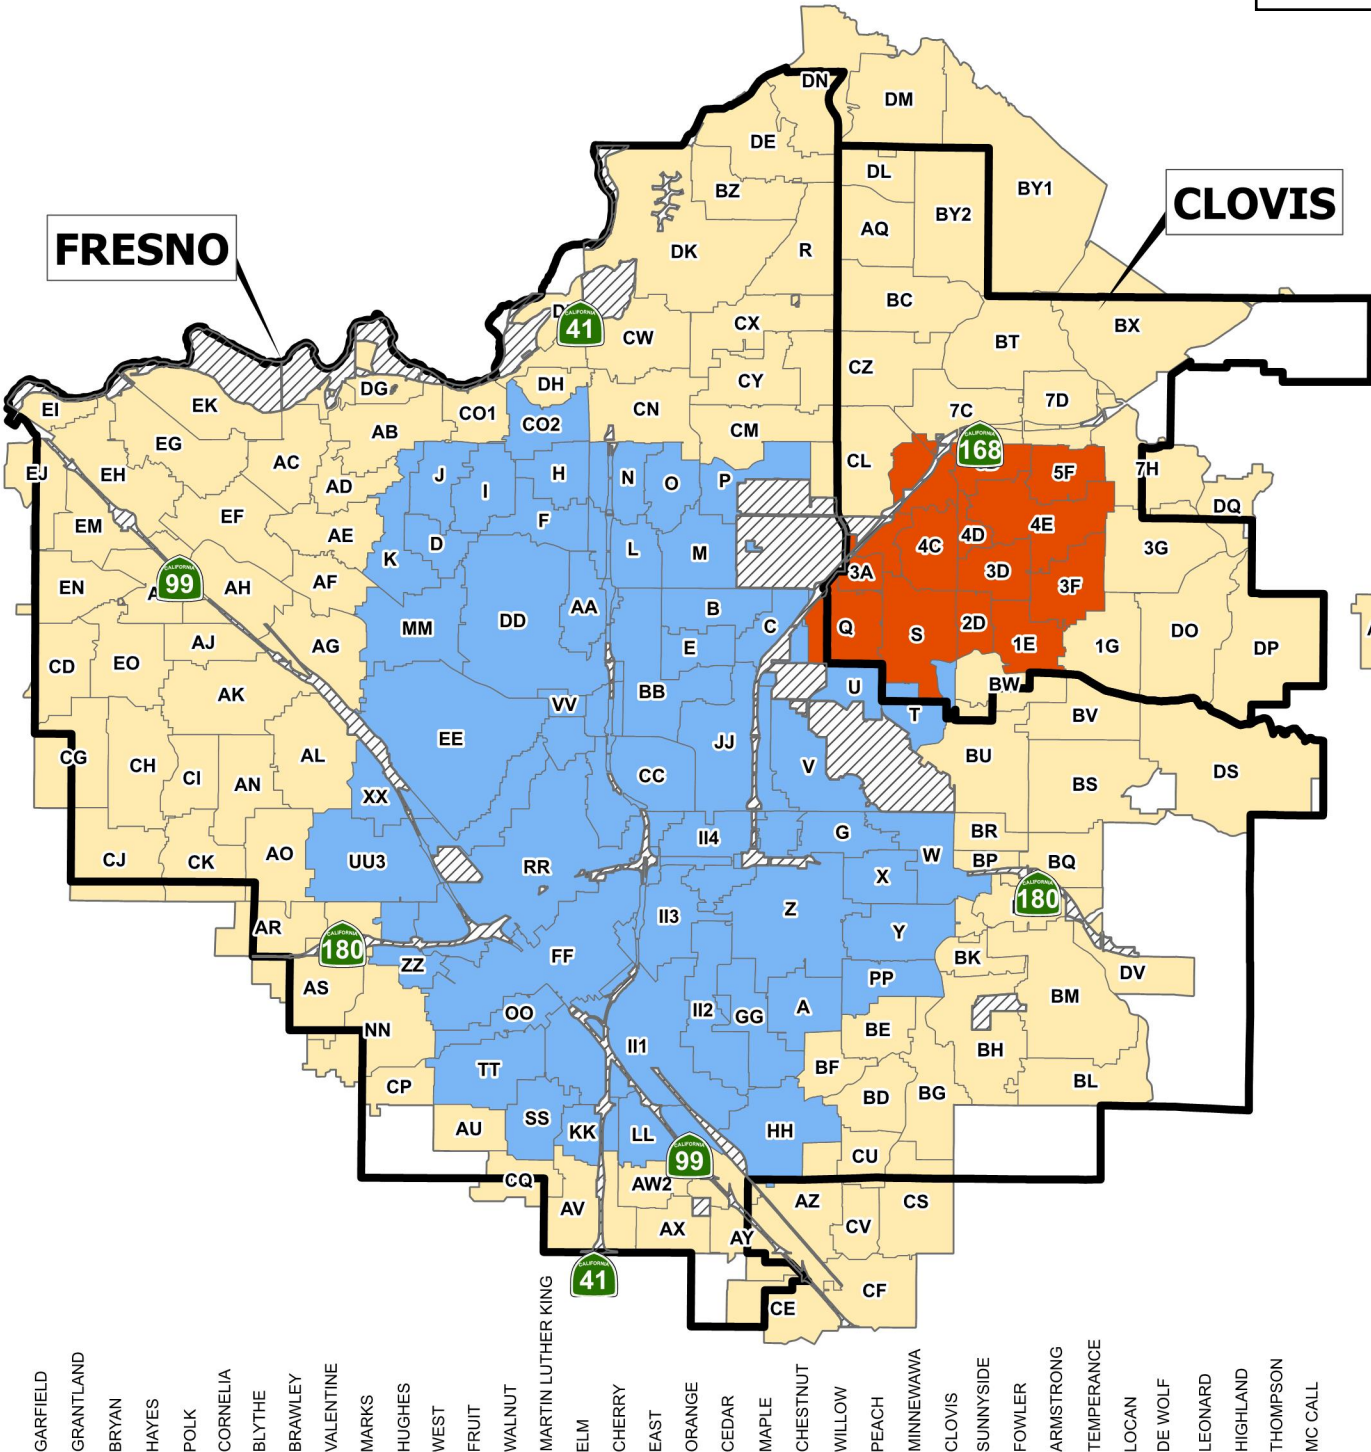 DN
DM
DE
DL
BZ
BY1
BY2
CLOVIS
AQ
FRESNO
DK
R
BC
CALIFORNIA
41
CW
CX
BX
BT
CZ
CY
DH
DG
7D
EI
EK
CO1
CN
7C
CO2
AB
CM
CALIFORNIA
168
EG
AC
CL
7H
EJ
EH
J
H
N
O
P
5F
AD
I
DQ
EF
F
EM
4E
AE
D
4D
L
M
4C
3G
K
CALIFORNIA
99
3A
3D
AF
EN
AH
3F
AA
B
DD
MM
C
Q
S
2D
DO
AJ
AG
E
1E
1G
DP
EO
CD
BW
U
AK
BB
VV
T
BV
EE
JJ
AL
BU
CG
CH
V
DS
CI
CC
AN
BS
XX
G
BR
II4
AO
W
CJ
CK
UU3
BP
BQ
RR
X
CALIFORNIA
180
II3
Z
AR
Y
CALIFORNIA
180
FF
BK
ZZ
DV
PP
AS
BM
A
II2
OO
GG
NN
BE
II1
BH
BF
TT
BL
CP
BD
BG
SS
AU
KK
LL
HH
CALIFORNIA
99
CU
CQ
AW2
AZ
CS
AV
CV
AX
AY
CALIFORNIA
41
CF
CE
GARFIELD
GRANTLAND
BRYAN
HAYES
POLK
CORNELIA
BLYTHE
BRAWLEY
VALENTINE
MARKS
HUGHES
WEST
FRUIT
WALNUT
MARTIN LUTHER KING
ELM
CHERRY
EAST
ORANGE
CEDAR
MAPLE
CHESTNUT
WILLOW
PEACH
MINNEWAWA
CLOVIS
SUNNYSIDE
FOWLER
ARMSTRONG
TEMPERANCE
LOCAN
DE WOLF
LEONARD
HIGHLAND
THOMPSON
MC CALL